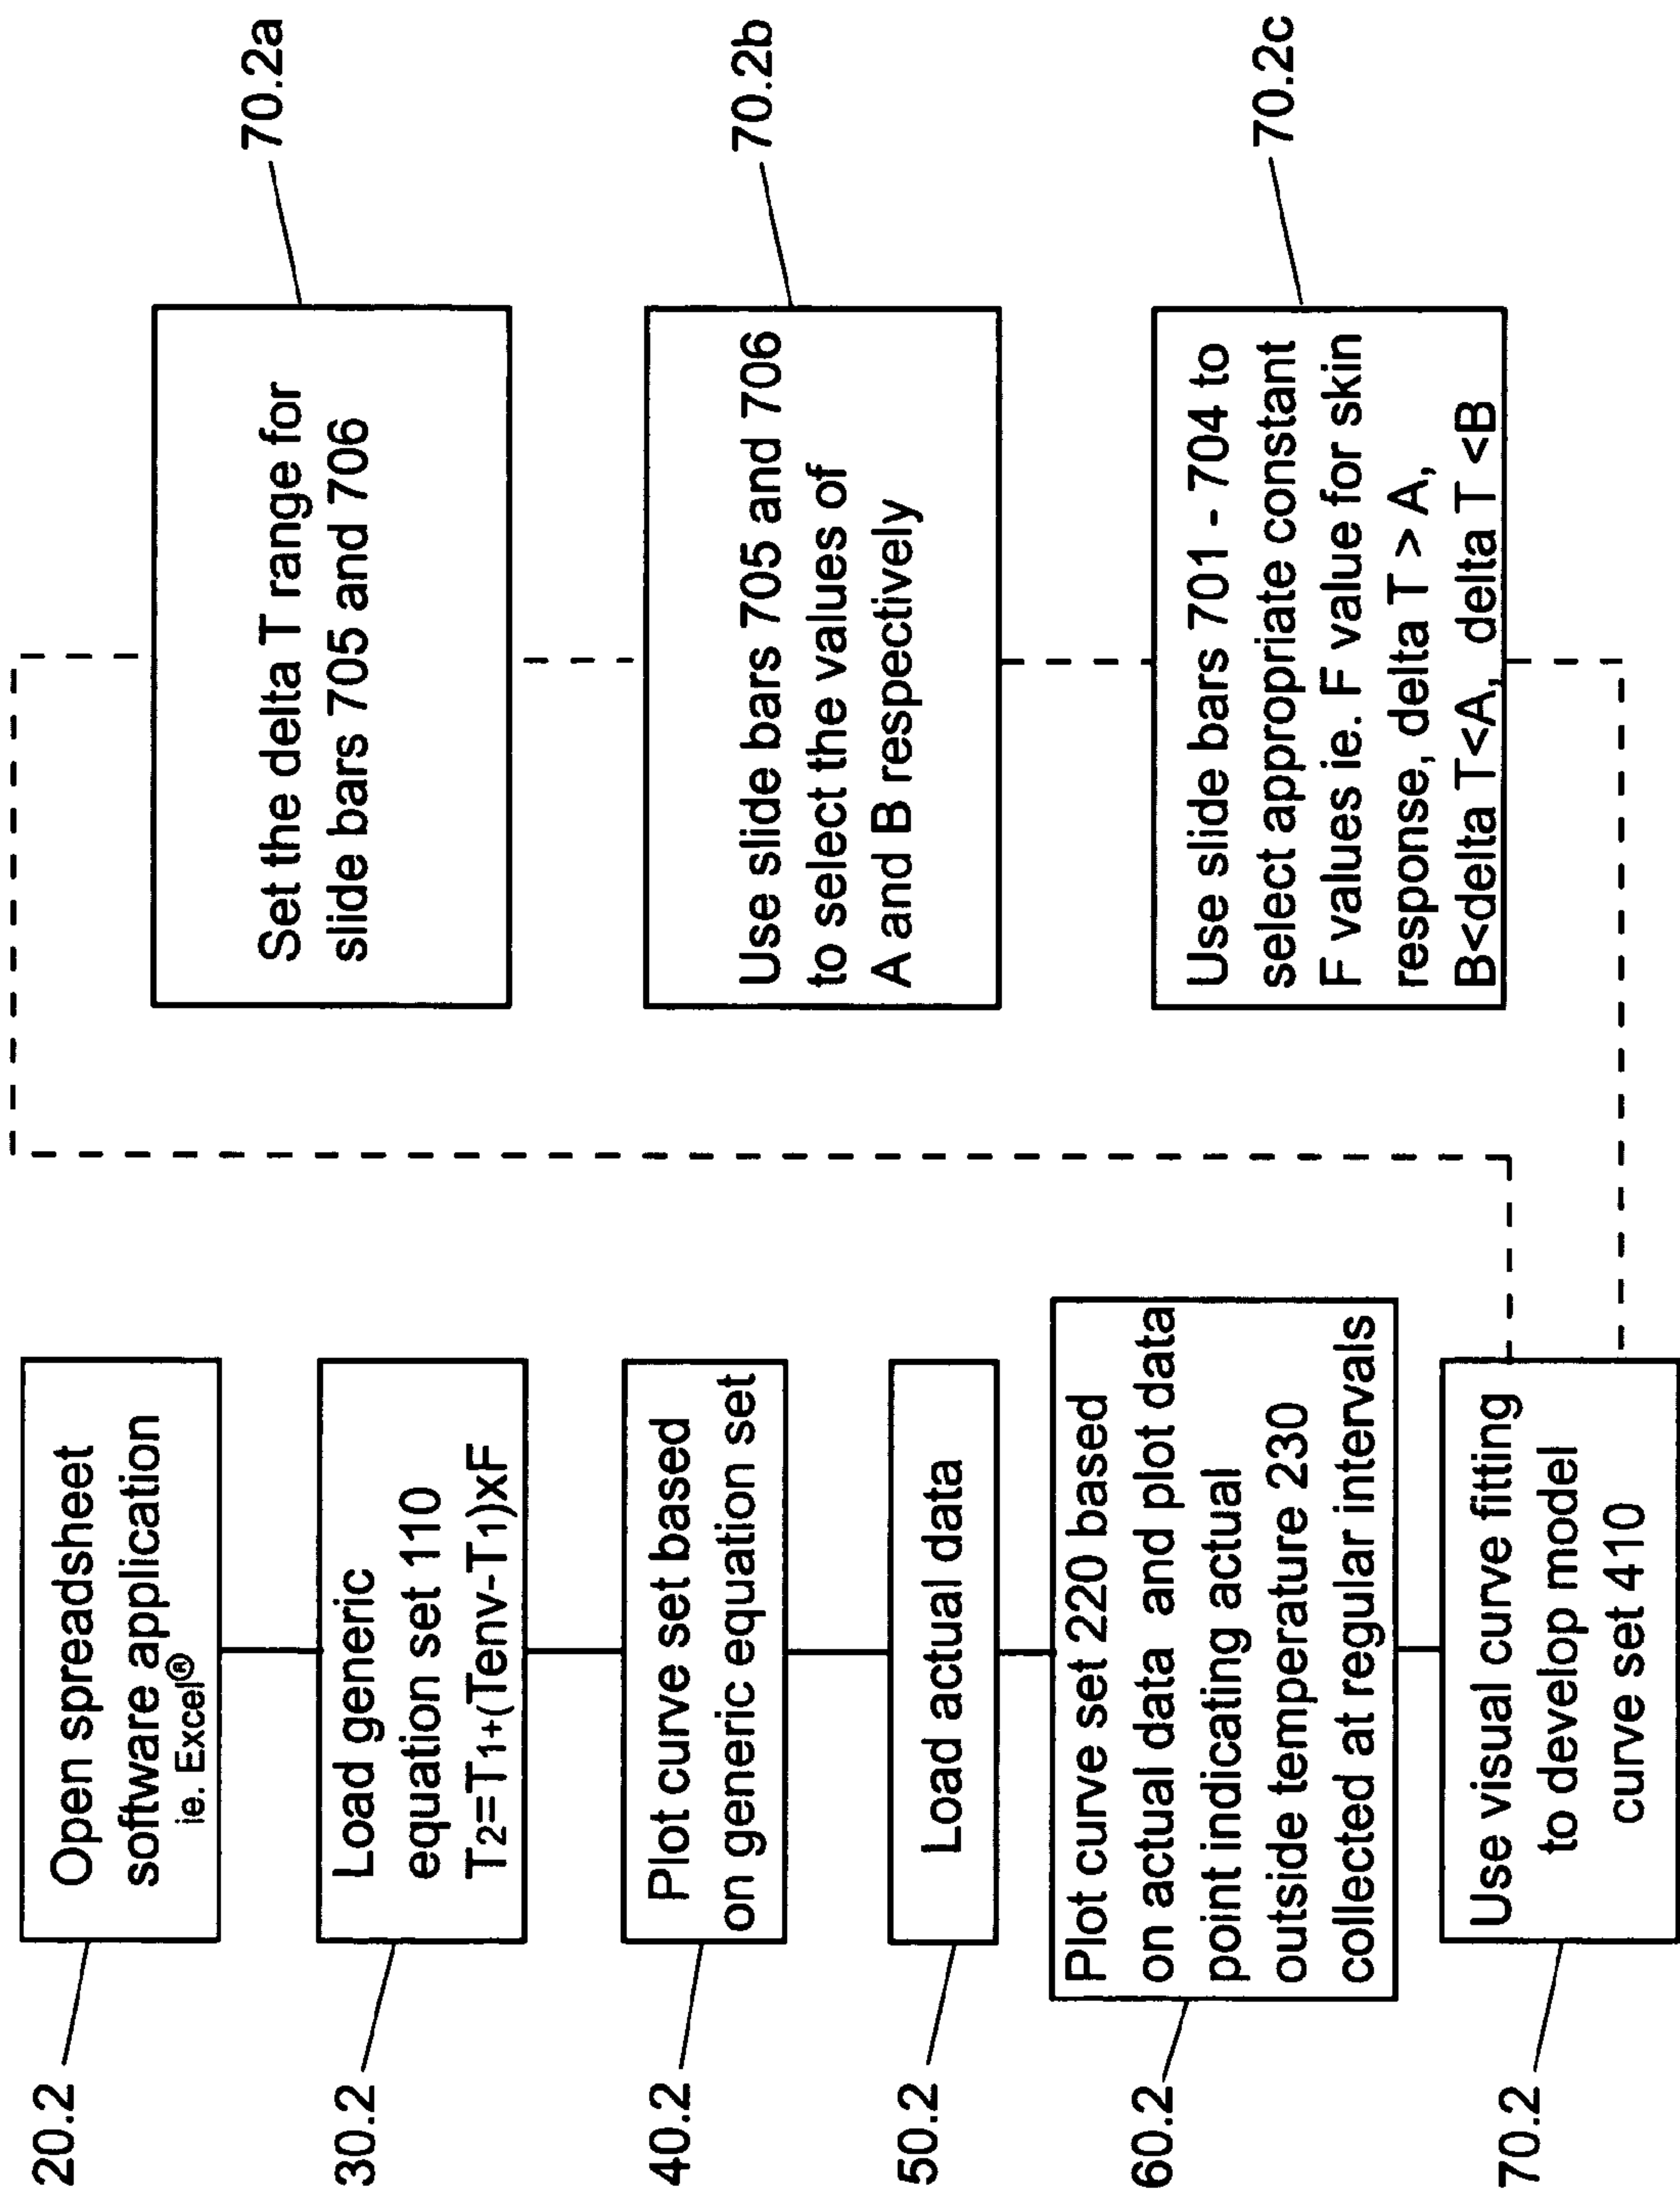 20.2
Open spreadsheet
software application
ie. Excel®
30.2
Load generic
equation set 110
T2=T1+(Tenv-T1)xF
40.2
Plot curve set based
on generic equation set
50.2
Load actual data
60.2
Plot curve set 220 based
on actual data and plot data
point indicating actual
outside temperature 230
collected at regular intervals
70.2
Use visual curve fitting
to develop model
curve set 410
Set the delta T range for
slide bars 705 and 706
70.2a
Use slide bars 705 and 706
to select the values of
A and B respectively
70.2b
Use slide bars 701 - 704 to
select appropriate constant
F values ie. F value for skin
response, delta T > A,
B<delta T<A, delta T <B
70.2c